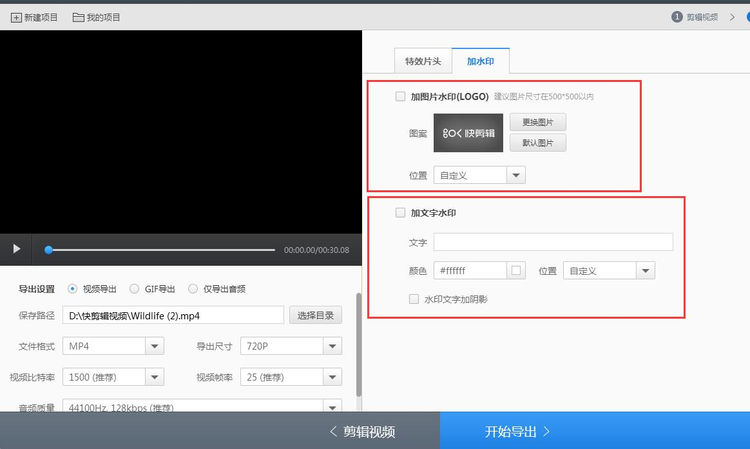 新建项目 我的项目 1 剪辑视频
特效片头 加水印
加图片水印(LOGO) 建议图片尺寸在500*500以内
图案 快剪辑 更换图片
默认图片
位置 自定义
加文字水印
文字
颜色 #ffffff 位置 自定义
水印文字加阴影
00:00.00/00:30.08
导出设置 视频导出 GIF导出 仅导出音频
保存路径 D:\快剪辑视频\Wildlife (2).mp4 选择目录
文件格式 MP4 导出尺寸 720P
视频比特率 1500 (推荐) 视频帧率 25 (推荐)
音频质量 44100Hz, 128kbps (推荐)
剪辑视频 开始导出